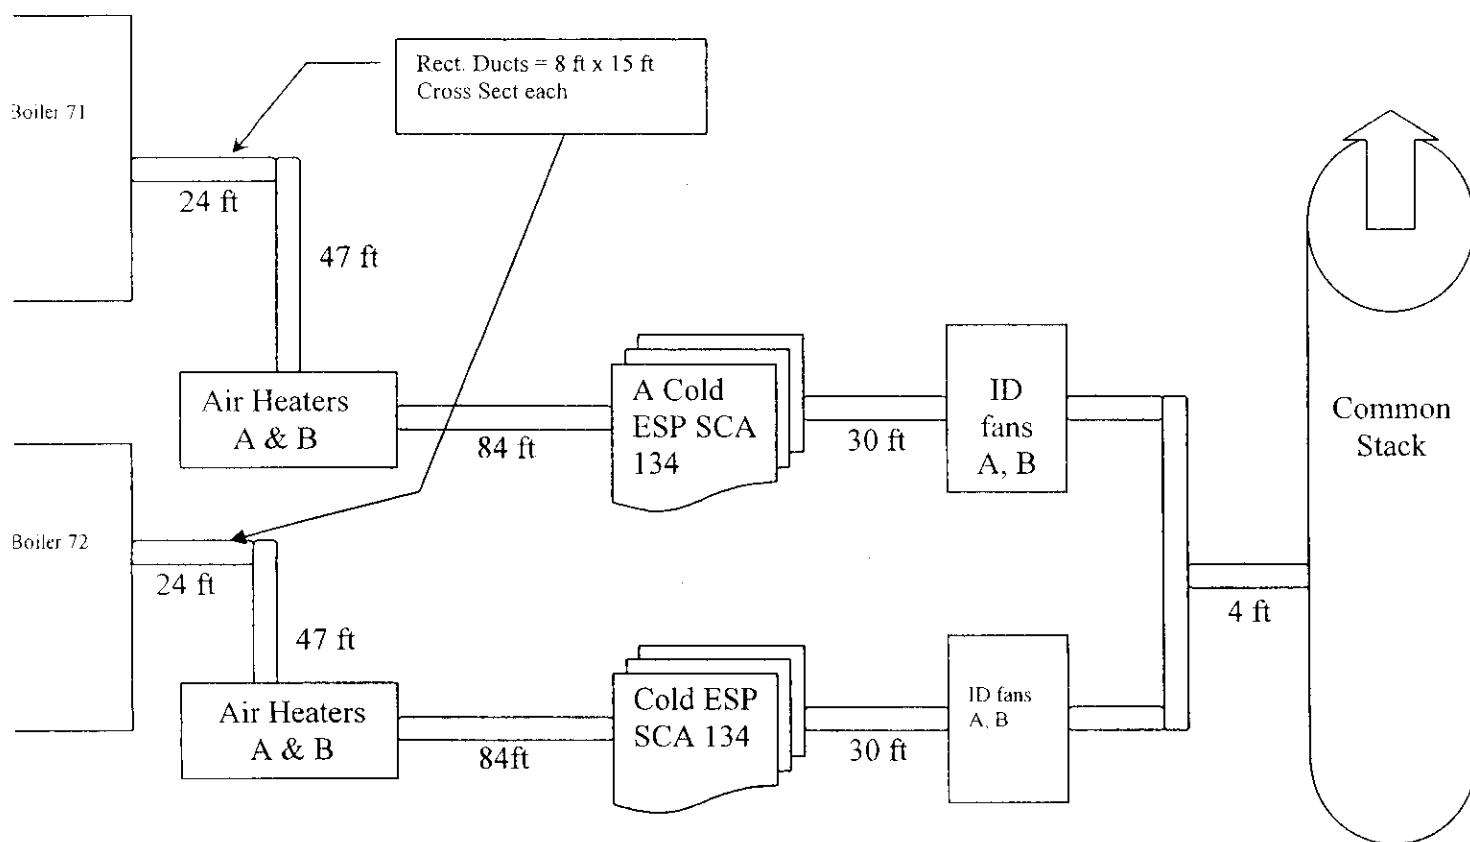 Rect. Ducts = 8 ft x 15 ft
Cross Sect each
Boiler 71
24 ft
47 ft
Air Heaters
A & B
84 ft
A Cold
ESP SCA
134
30 ft
ID
fans
A, B
Common
Stack
Boiler 72
24 ft
47 ft
Air Heaters
A & B
84ft
Cold ESP
SCA 134
30 ft
ID fans
A, B
4 ft